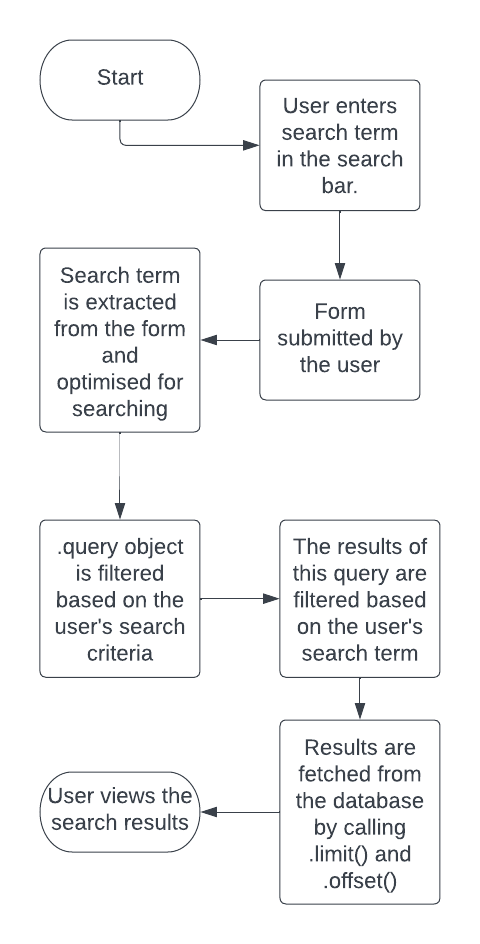 Start
User enters
search term
in the search
bar.
Form
submitted by
the user
Search term
is extracted
from the form
and
optimised for
searching
.query object
is filtered
based on the
user's search
criteria
The results of
this query are
filtered based
on the user's
search term
Results are
fetched from
the database
by calling
.limit() and
.offset()
User views the
search results